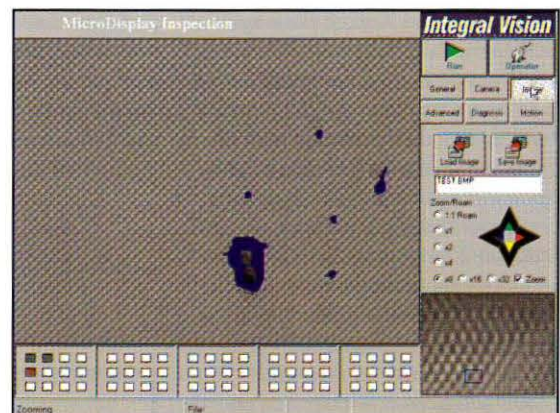 MicroDisplay Inspection
Integral Vision
Run
Operator
General
Camera
Image
Advanced
Diagnosis
Motion
Load Image
Save Image
TEST.BMP
Zoom/Roam
1:1 Roam
x1
x2
x4
x8
x16
x32
Zoom
Zooming
File: